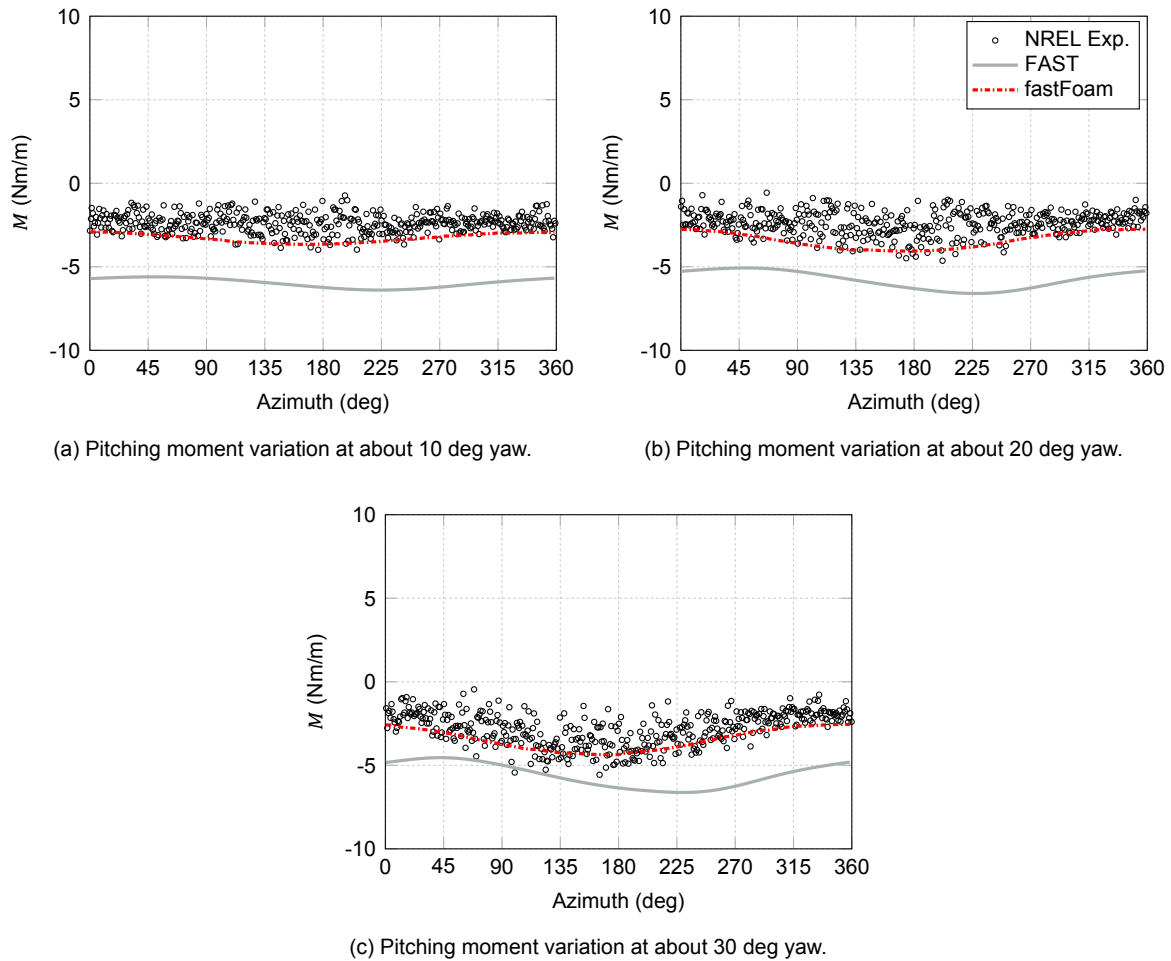 10
5
0
-5
-10
M (Nm/m)
0 45 90 135 180 225 270 315 360
Azimuth (deg)
(a) Pitching moment variation at about 10 deg yaw.
10
5
0
-5
-10
M (Nm/m)
NREL Exp.
FAST
fastFoam
0 45 90 135 180 225 270 315 360
Azimuth (deg)
(b) Pitching moment variation at about 20 deg yaw.
10
5
0
-5
-10
M (Nm/m)
0 45 90 135 180 225 270 315 360
Azimuth (deg)
(c) Pitching moment variation at about 30 deg yaw.